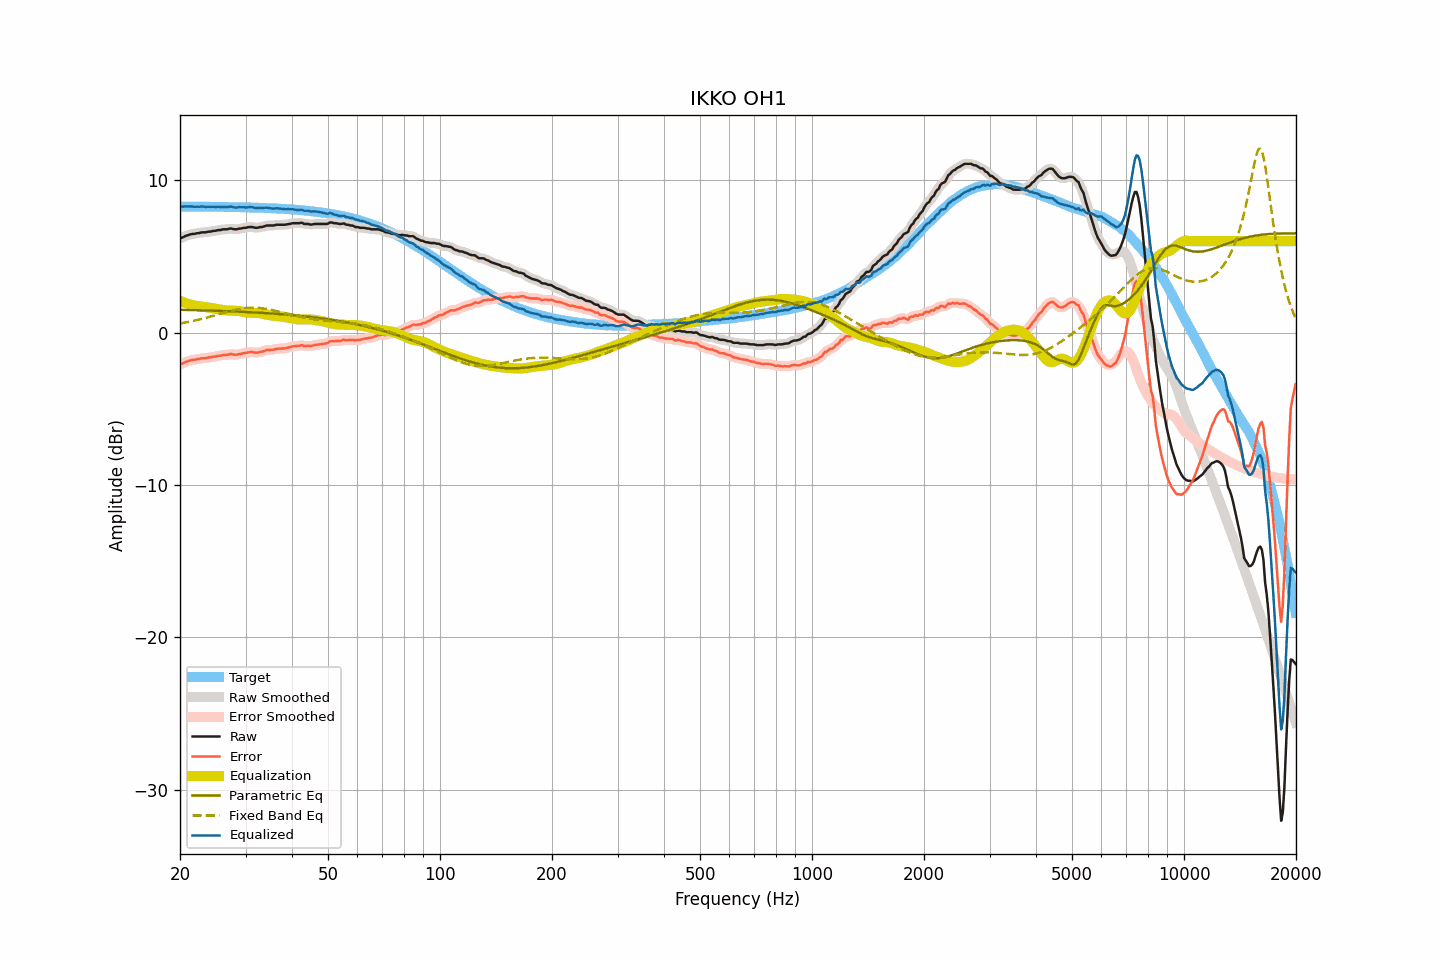 IKKO OH1
Amplitude (dBr)
10
0
−10
−20
−30
Target
Raw Smoothed
Error Smoothed
Raw
Error
Equalization
Parametric Eq
Fixed Band Eq
Equalized
20 50 100 200 500 1000 2000 5000 10000 20000
Frequency (Hz)